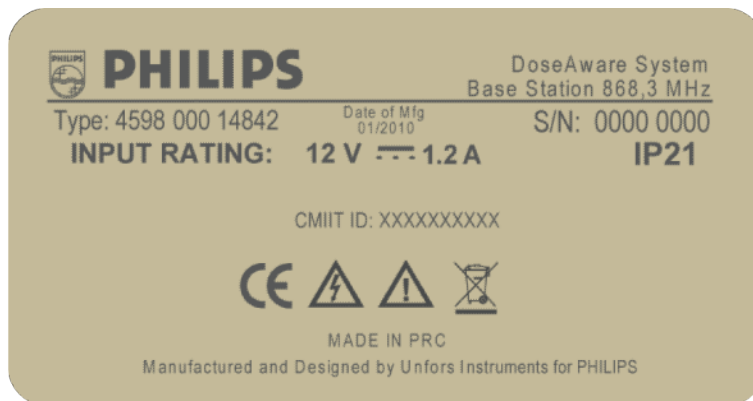 PHILIPS
PHILIPS
DoseAware System
Base Station 868,3 MHz
Type: 4598 000 14842
Date of Mfg
01/2010
S/N: 0000 0000
INPUT RATING: 12 V 1.2 A
IP21
CMIIT ID: XXXXXXXXXX
CE
MADE IN PRC
Manufactured and Designed by Unfors Instruments for PHILIPS